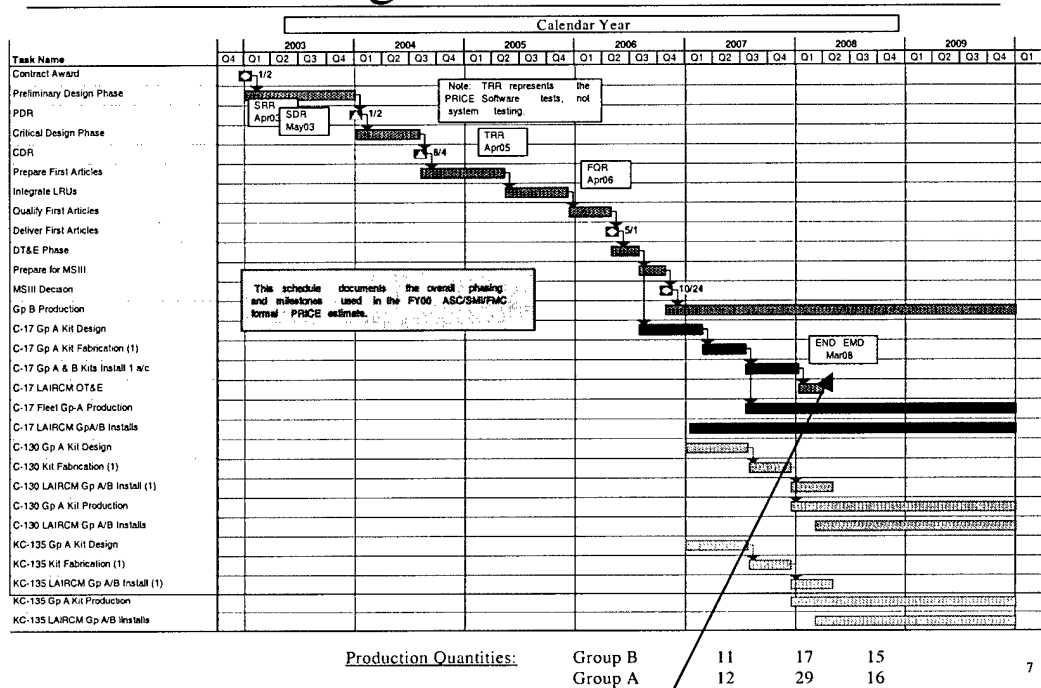 Calendar Year
2003 2004 2005 2006 2007 2008 2009
Task Name Q4 Q1 Q2 Q3 Q4 Q1 Q2 Q3 Q4 Q1 Q2 Q3 Q4 Q1 Q2 Q3 Q4 Q1 Q2 Q3 Q4 Q1 Q2 Q3 Q4 Q1 Q2 Q3 Q4 Q1
Contract Award 1/2
Preliminary Design Phase
SRR
Apr03
SDR
May03
Note: TRR represents the
PRICE Software tests, not
system testing.
PDR 1/2
Critical Design Phase
TRR
Apr05
CDR 8/4
Prepare First Articles
FQR
Apr06
Integrate LRUs
Qualify First Articles
Deliver First Articles 5/1
DT&E Phase
Prepare for MSIII
This schedule documents the overall phasing
and milestones used in the FY00 ASC/SMI/FMC
formal PRICE estimate.
MSIII Decison 10/24
Gp B Production
C-17 Gp A Kit Design
C-17 Gp A Kit Fabrication (1)
END EMD
Mar08
C-17 Gp A & B Kits Install 1 a/c
C-17 LAIRCM OT&E
C-17 Fleet Gp-A Production
C-17 LAIRCM GpA/B Installs
C-130 Gp A Kit Design
C-130 Kit Fabrication (1)
C-130 LAIRCM Gp A/B Install (1)
C-130 Gp A Kit Production
C-130 LAIRCM Gp A/B Installs
KC-135 Gp A Kit Design
KC-135 Kit Fabrication (1)
KC-135 LAIRCM Gp A/B Install (1)
KC-135 Gp A Kit Production
KC-135 LAIRCM Gp A/B Iinstalls
Production Quantities: Group B 11 17 15
Group A 12 29 16
7